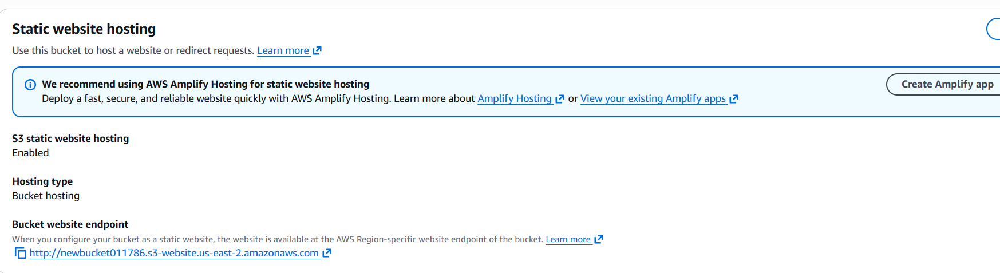 Static website hosting
Use this bucket to host a website or redirect requests. Learn more
We recommend using AWS Amplify Hosting for static website hosting
Create Amplify app
Deploy a fast, secure, and reliable website quickly with AWS Amplify Hosting. Learn more about Amplify Hosting or View your existing Amplify apps
S3 static website hosting
Enabled
Hosting type
Bucket hosting
Bucket website endpoint
When you configure your bucket as a static website, the website is available at the AWS Region-specific website endpoint of the bucket. Learn more
http://newbucket011786.s3-website.us-east-2.amazonaws.com